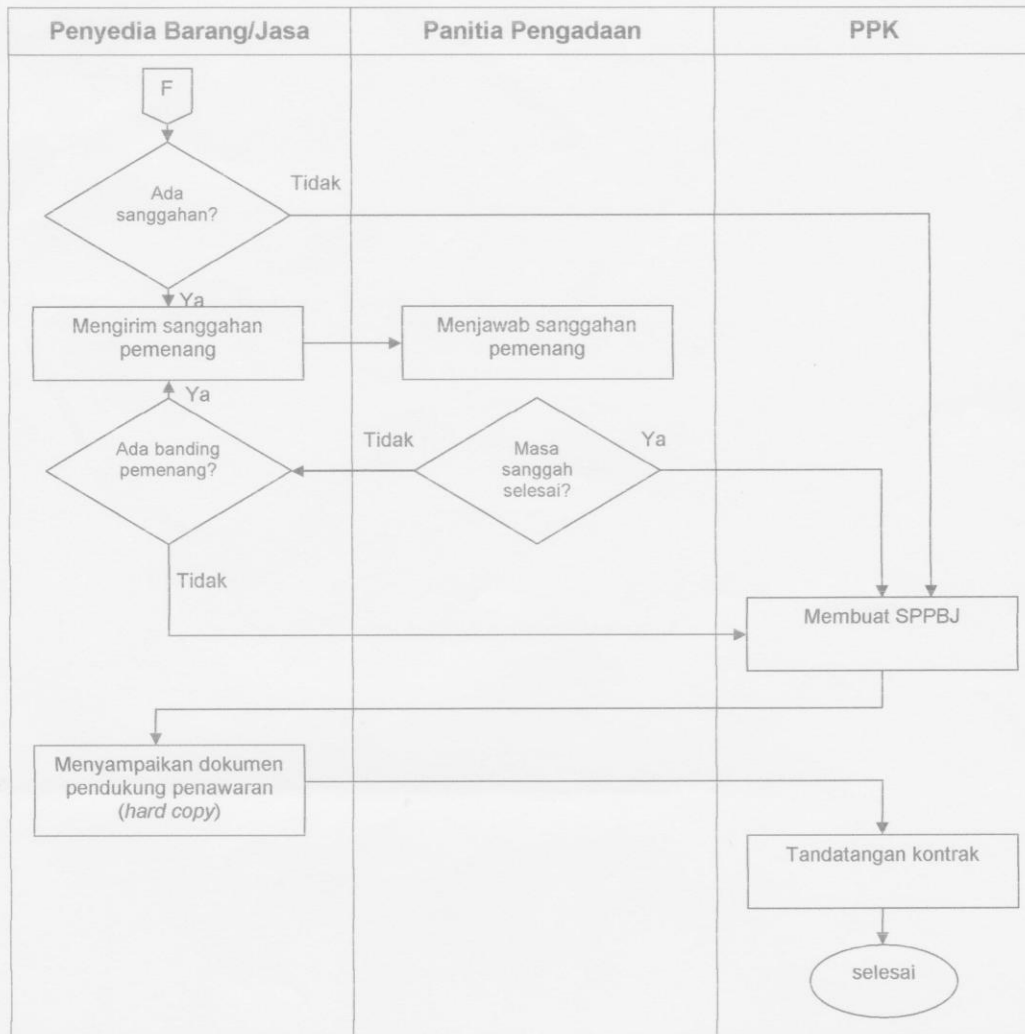 Penyedia Barang/Jasa
Panitia Pengadaan
PPK
F
Ada
sanggahan?
Tidak
Ya
Mengirim sanggahan
pemenang
Menjawab sanggahan
pemenang
Ya
Ada banding
pemenang?
Tidak
Masa
sanggah
selesai?
Ya
Tidak
Membuat SPPBJ
Menyampaikan dokumen
pendukung penawaran
(hard copy)
Tandatangan kontrak
selesai